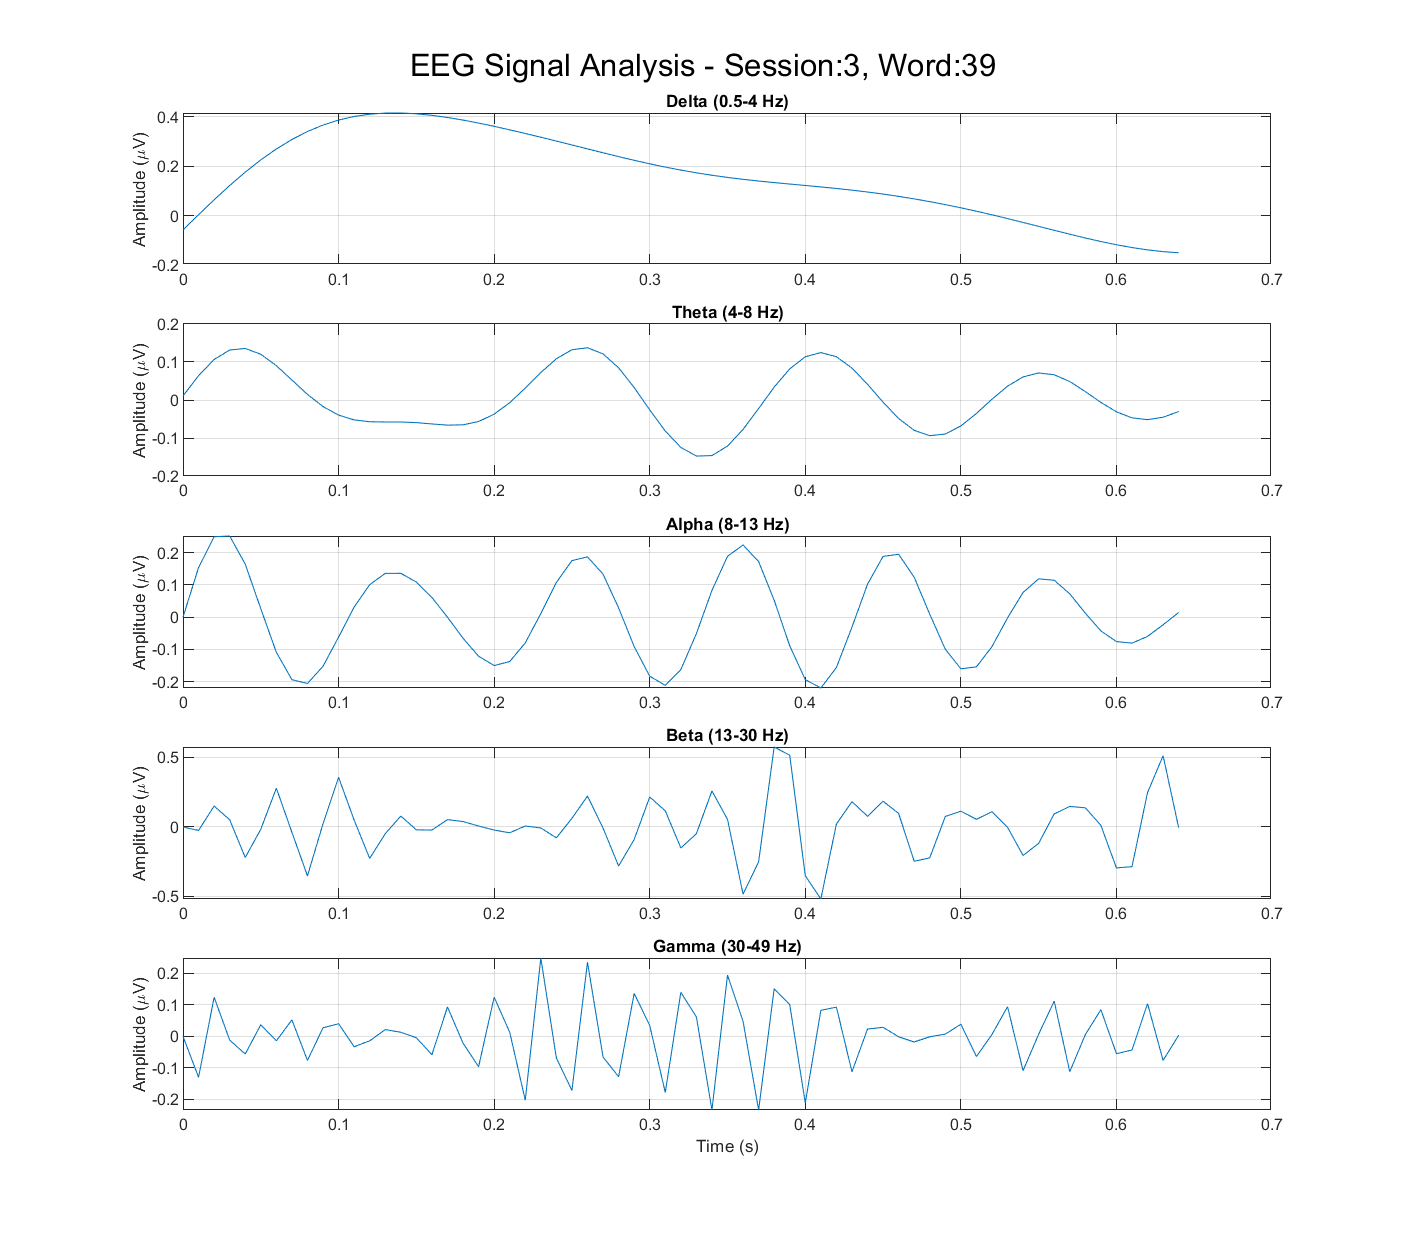 EEG Signal Analysis - Session:3, Word:39
Delta (0.5-4 Hz)
Amplitude (μV)
0.4
0.2
0
-0.2
0 0.1 0.2 0.3 0.4 0.5 0.6 0.7
Theta (4-8 Hz)
Amplitude (μV)
0.2
0.1
0
-0.1
-0.2
0 0.1 0.2 0.3 0.4 0.5 0.6 0.7
Alpha (8-13 Hz)
Amplitude (μV)
0.2
0.1
0
-0.1
-0.2
0 0.1 0.2 0.3 0.4 0.5 0.6 0.7
Beta (13-30 Hz)
Amplitude (μV)
0.5
0
-0.5
0 0.1 0.2 0.3 0.4 0.5 0.6 0.7
Gamma (30-49 Hz)
Amplitude (μV)
0.2
0.1
0
-0.1
-0.2
0 0.1 0.2 0.3 0.4 0.5 0.6 0.7
Time (s)